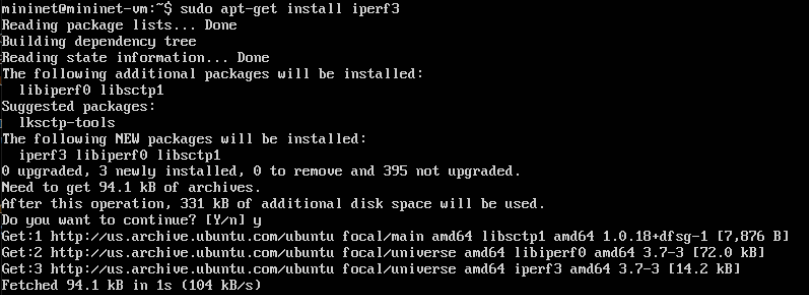 mininet@mininet-vm:~$ sudo apt-get install iperf3
Reading package lists... Done
Building dependency tree
Reading state information... Done
The following additional packages will be installed:
  libiperf0 libsctp1
Suggested packages:
  lksctp-tools
The following NEW packages will be installed:
  iperf3 libiperf0 libsctp1
0 upgraded, 3 newly installed, 0 to remove and 395 not upgraded.
Need to get 94.1 kB of archives.
After this operation, 331 kB of additional disk space will be used.
Do you want to continue? [Y/n] y
Get:1 http://us.archive.ubuntu.com/ubuntu focal/main amd64 libsctp1 amd64 1.0.18+dfsg-1 [7,876 B]
Get:2 http://us.archive.ubuntu.com/ubuntu focal/universe amd64 libiperf0 amd64 3.7-3 [72.0 kB]
Get:3 http://us.archive.ubuntu.com/ubuntu focal/universe amd64 iperf3 amd64 3.7-3 [14.2 kB]
Fetched 94.1 kB in 1s (104 kB/s)